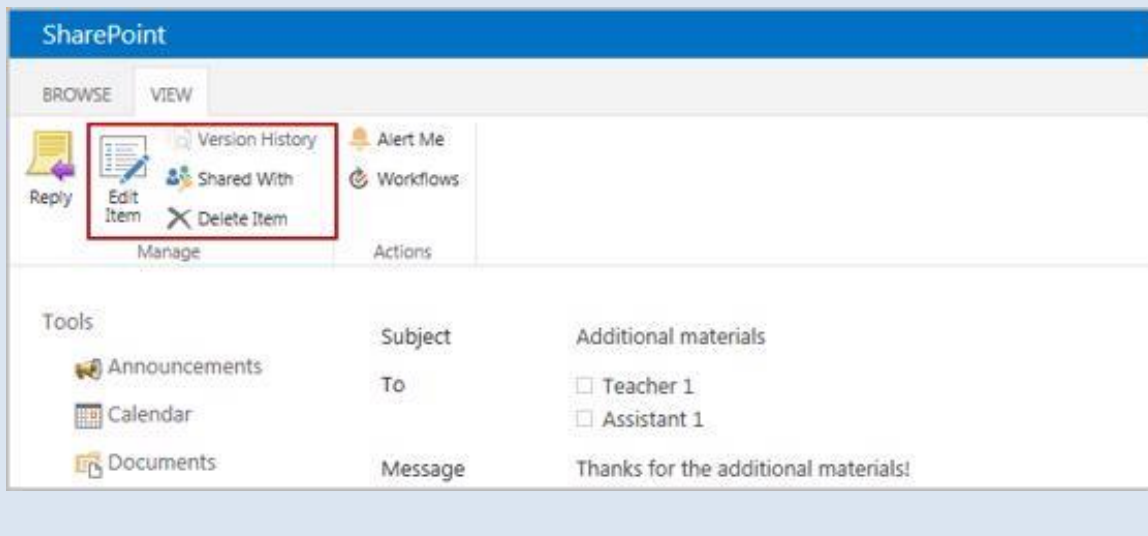 SharePoint
BROWSE VIEW
Reply
Edit
Item
Version History
Shared With
Delete Item
Manage
Alert Me
Workflows
Actions
Tools
Announcements
Calendar
Documents
Subject Additional materials
To Teacher 1
Assistant 1
Message Thanks for the additional materials!